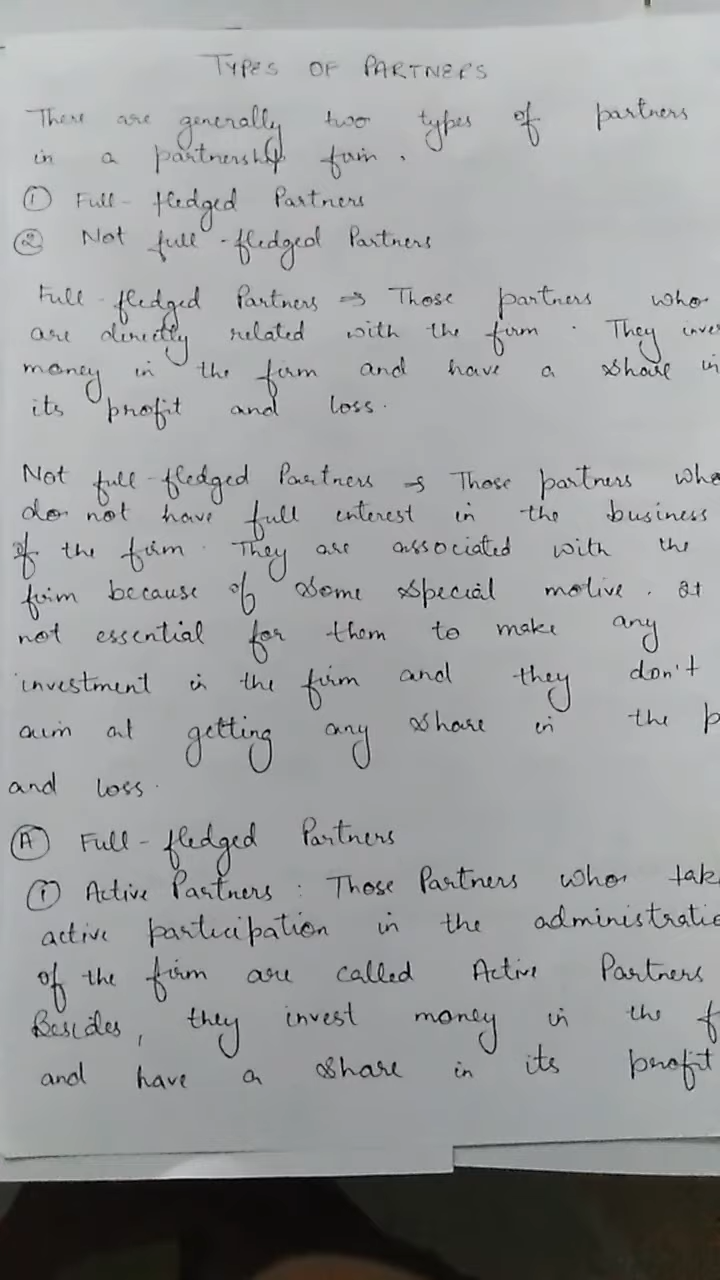 TYPES OF PARTNERS
There are generally two types of partners
in a partnership firm.
① Full-fledged Partners
② Not full-fledged Partners
Full-fledged Partners ⇒ Those partners who
are directly related with the firm. They
money in the firm and have a share in
its profit and loss.
Not full-fledged Partners ⇒ Those partners who
do not have full interest in the business
of the firm. They are associated with the
firm because of some special motive. It
not essential for them to make any
investment in the firm and they don't
aim at getting any share in the
and loss.
Ⓐ Full-fledged Partners
① Active Partners : Those Partners who
active participation in the
of the firm are called Active Partners
Besides, they invest money in the
and have a share in its profit